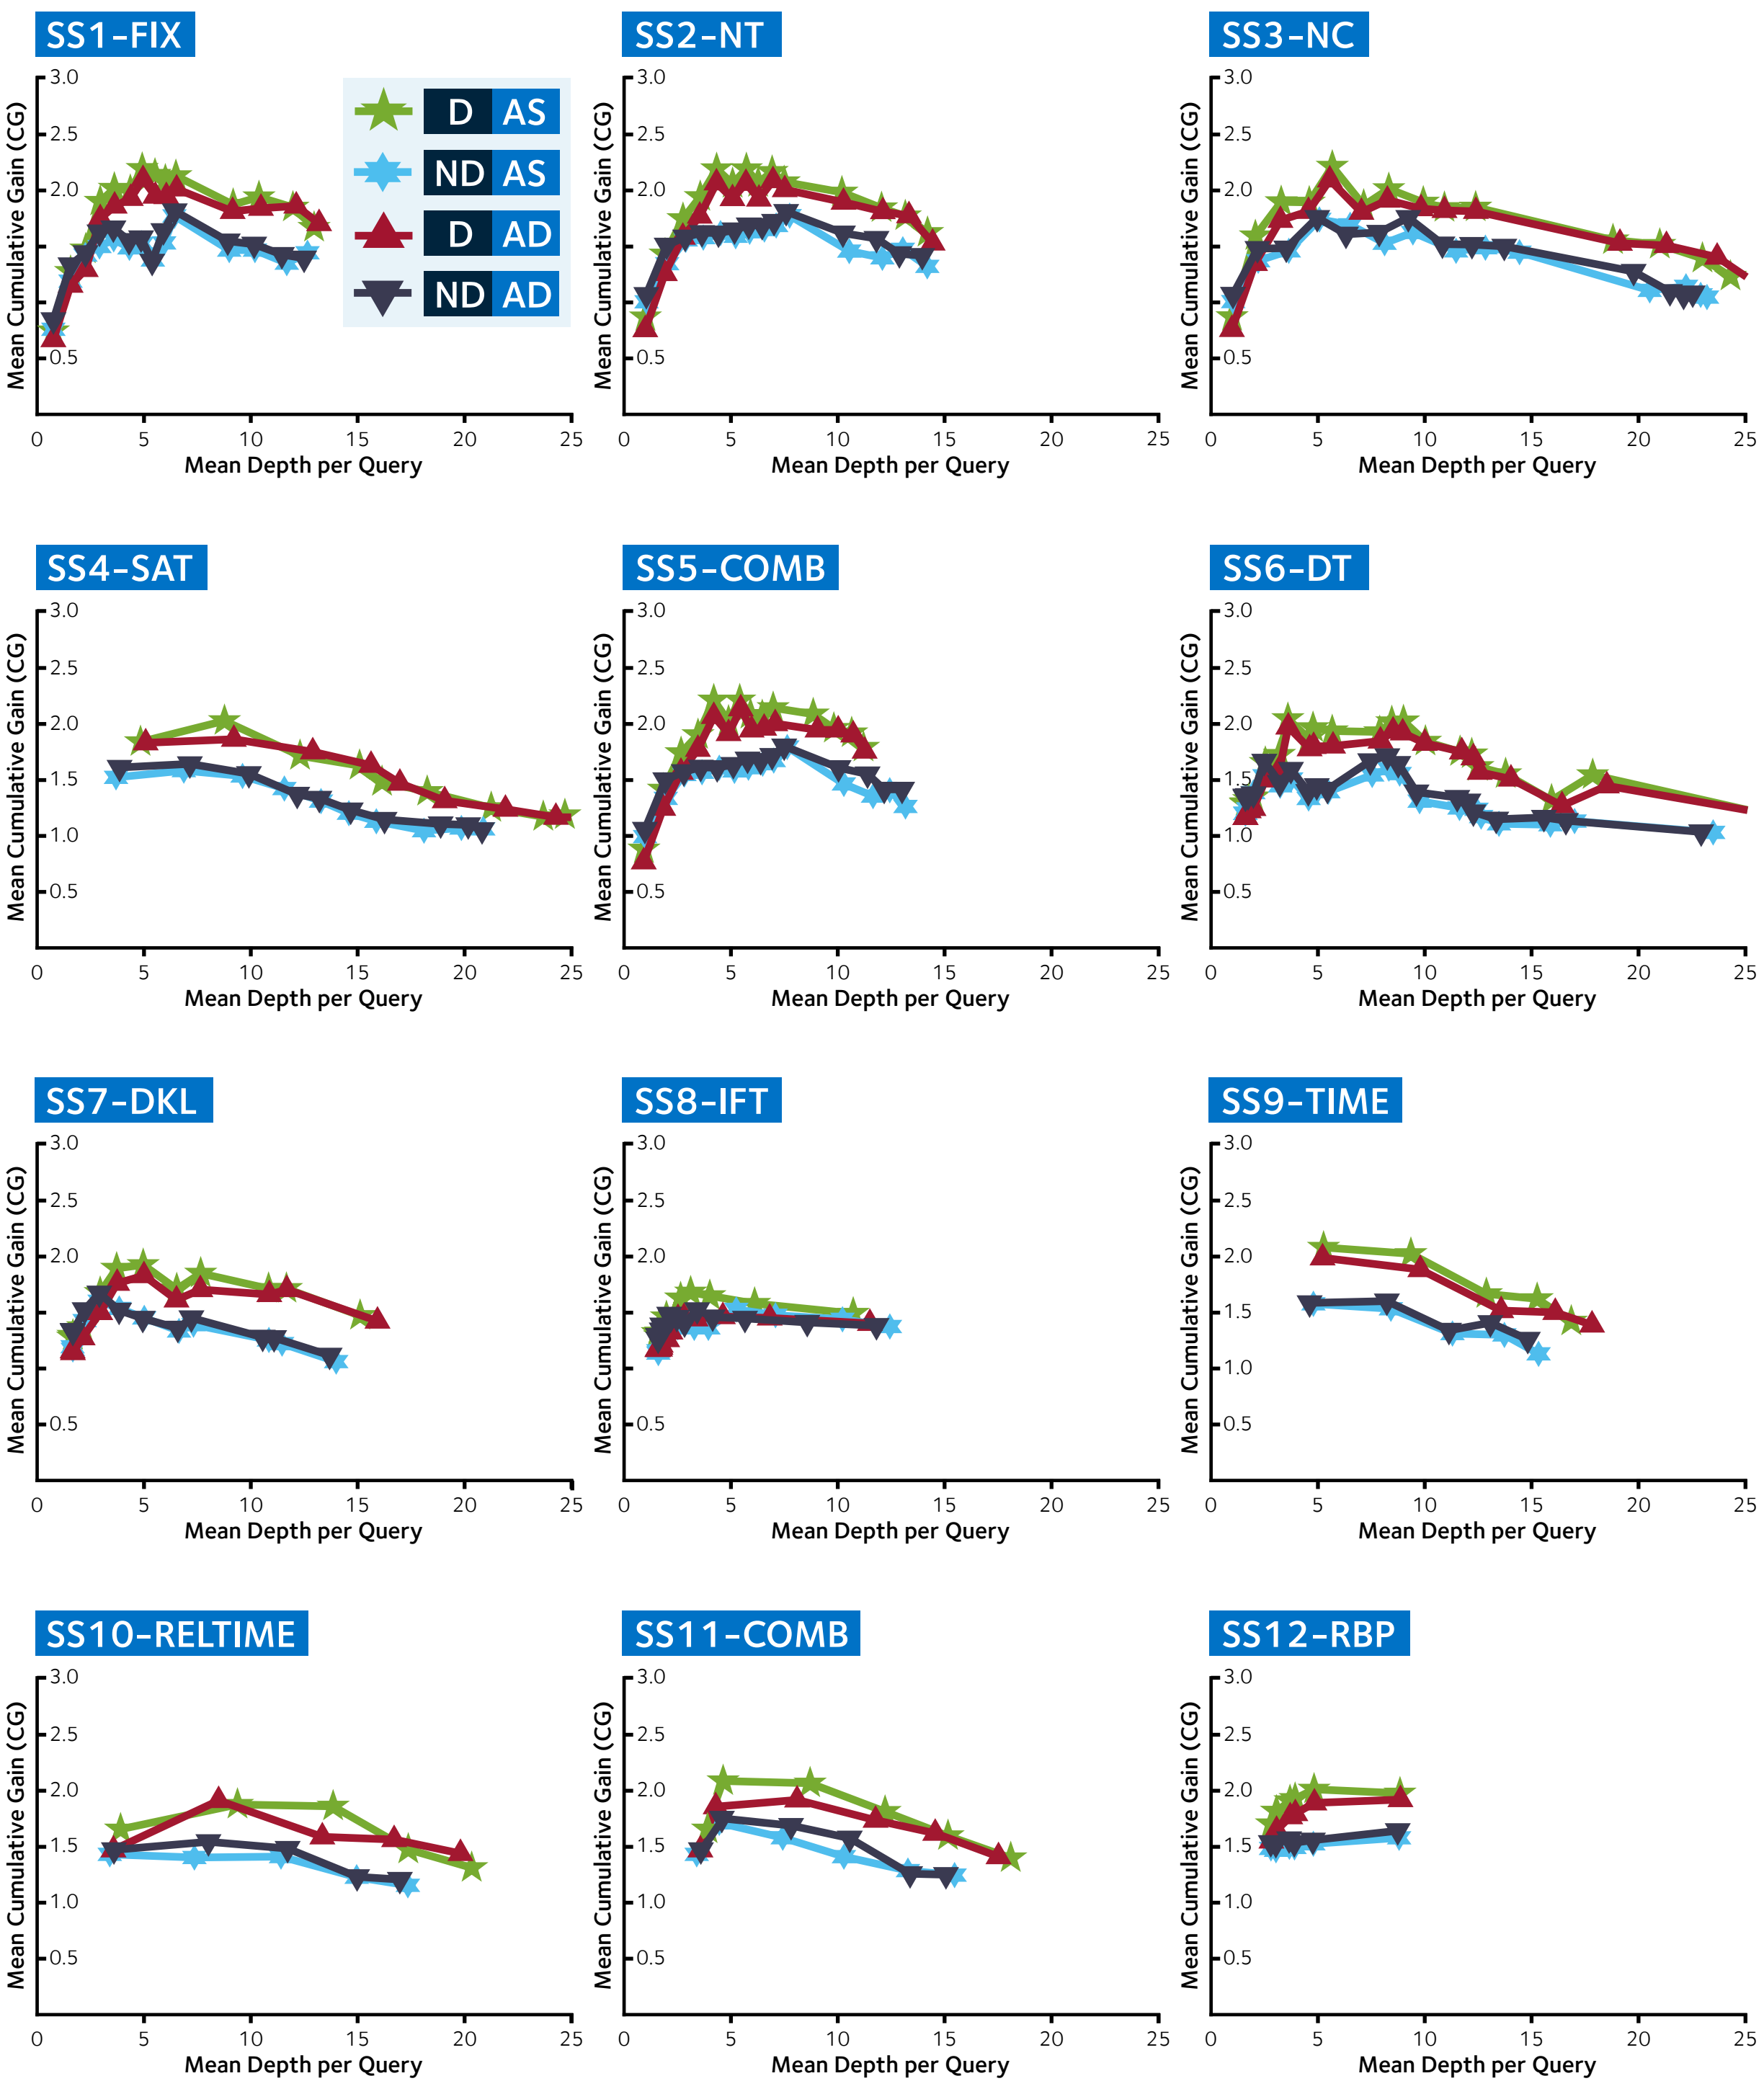 SS1-FIX
Mean Cumulative Gain (CG)
3.0
2.5
2.0
0.5
0 5 10 15 20 25
Mean Depth per Query
D AS
ND AS
D AD
ND AD
SS2-NT
Mean Cumulative Gain (CG)
3.0
2.5
2.0
0.5
0 5 10 15 20 25
Mean Depth per Query
SS3-NC
Mean Cumulative Gain (CG)
3.0
2.5
2.0
0.5
0 5 10 15 20 25
Mean Depth per Query
SS4-SAT
Mean Cumulative Gain (CG)
3.0
2.5
2.0
1.5
1.0
0.5
0 5 10 15 20 25
Mean Depth per Query
SS5-COMB
Mean Cumulative Gain (CG)
3.0
2.5
2.0
0.5
0 5 10 15 20 25
Mean Depth per Query
SS6-DT
Mean Cumulative Gain (CG)
3.0
2.5
2.0
1.5
1.0
0.5
0 5 10 15 20 25
Mean Depth per Query
SS7-DKL
Mean Cumulative Gain (CG)
3.0
2.5
2.0
0.5
0 5 10 15 20 25
Mean Depth per Query
SS8-IFT
Mean Cumulative Gain (CG)
3.0
2.5
2.0
0.5
0 5 10 15 20 25
Mean Depth per Query
SS9-TIME
Mean Cumulative Gain (CG)
3.0
2.5
2.0
1.5
1.0
0.5
0 5 10 15 20 25
Mean Depth per Query
SS10-RELTIME
Mean Cumulative Gain (CG)
3.0
2.5
2.0
1.5
1.0
0.5
0 5 10 15 20 25
Mean Depth per Query
SS11-COMB
Mean Cumulative Gain (CG)
3.0
2.5
2.0
1.5
1.0
0.5
0 5 10 15 20 25
Mean Depth per Query
SS12-RBP
Mean Cumulative Gain (CG)
3.0
2.5
2.0
1.5
1.0
0.5
0 5 10 15 20 25
Mean Depth per Query